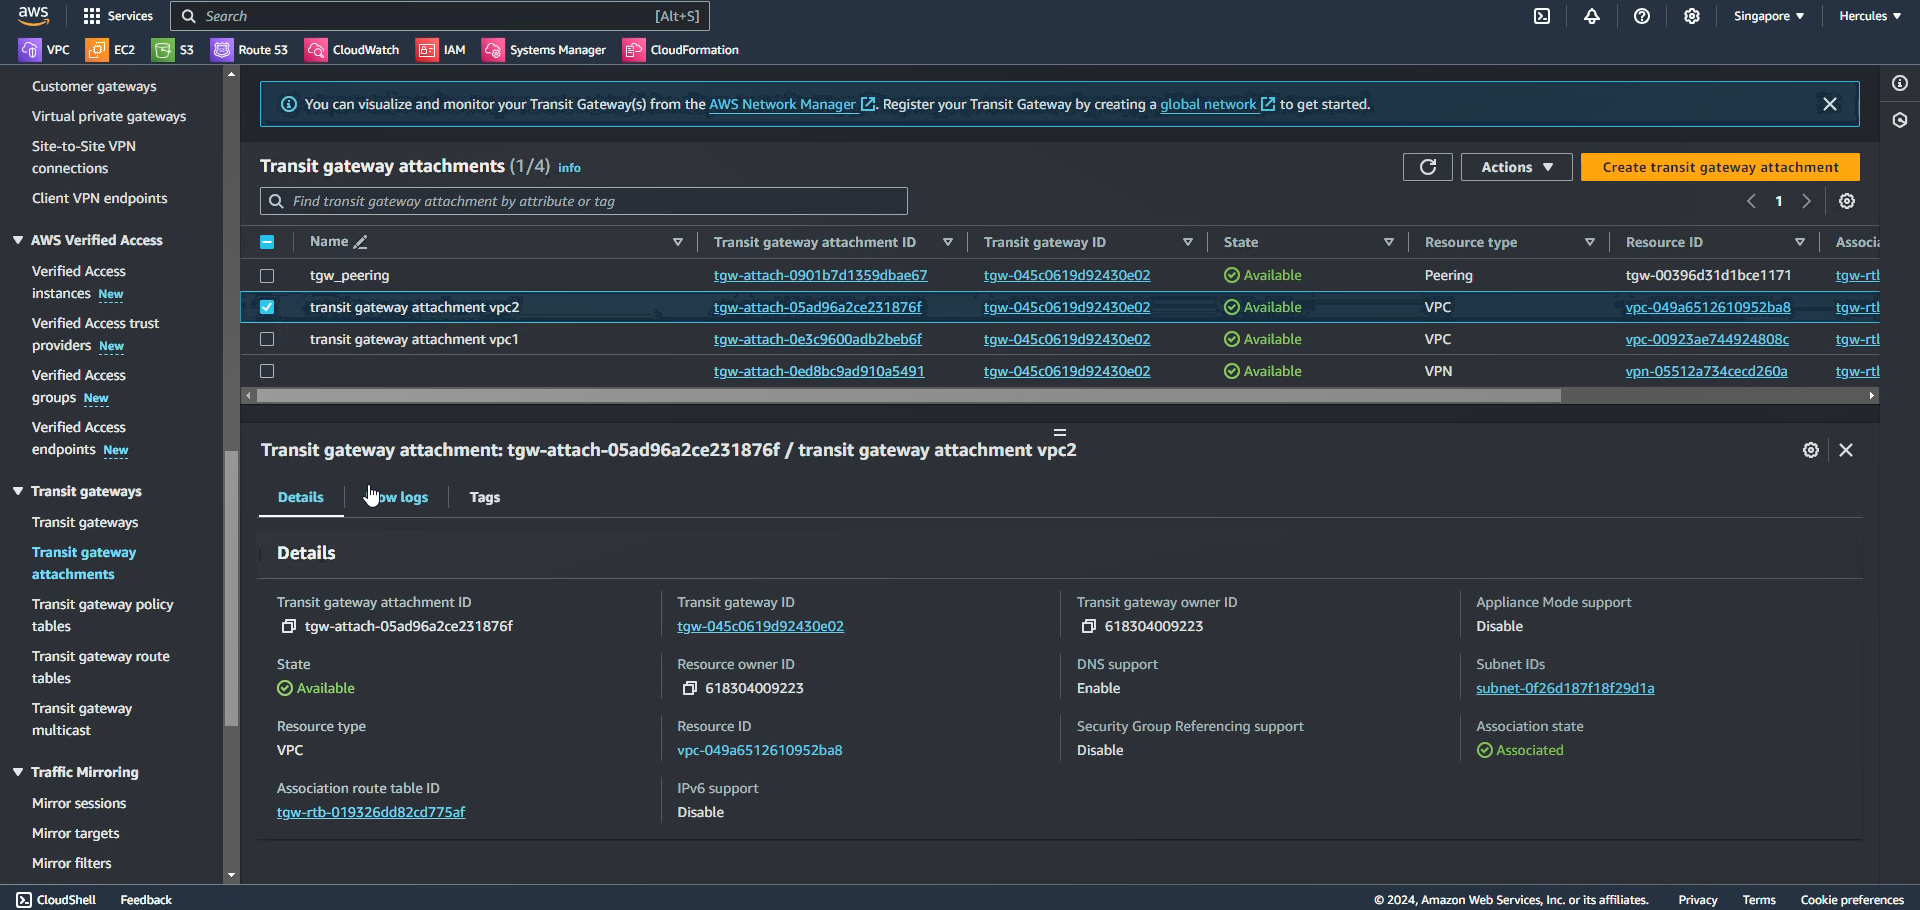 aws Services Search [Alt+S] Singapore Hercules
VPC EC2 S3 Route 53 CloudWatch IAM Systems Manager CloudFormation
Customer gateways
Virtual private gateways
Site-to-Site VPN
connections
Client VPN endpoints
AWS Verified Access
Verified Access
instances New
Verified Access trust
providers New
Verified Access
groups New
Verified Access
endpoints New
Transit gateways
Transit gateways
Transit gateway
attachments
Transit gateway policy
tables
Transit gateway route
tables
Transit gateway
multicast
Traffic Mirroring
Mirror sessions
Mirror targets
Mirror filters
You can visualize and monitor your Transit Gateway(s) from the AWS Network Manager. Register your Transit Gateway by creating a global network to get started.
Transit gateway attachments (1/4) Info
Actions Create transit gateway attachment
Find transit gateway attachment by attribute or tag
1
Name Transit gateway attachment ID Transit gateway ID State Resource type Resource ID Associa
tgw_peering tgw-attach-0901b7d1359dbae67 tgw-045c0619d92430e02 Available Peering tgw-00396d31d1bce1171 tgw-rtb
transit gateway attachment vpc2 tgw-attach-05ad96a2ce231876f tgw-045c0619d92430e02 Available VPC vpc-049a6512610952ba8 tgw-rtb
transit gateway attachment vpc1 tgw-attach-0e3c9600adb2beb6f tgw-045c0619d92430e02 Available VPC vpc-00923ae744924808c tgw-rtb
tgw-attach-0ed8bc9ad910a5491 tgw-045c0619d92430e02 Available VPN vpn-05512a734cecd260a tgw-rtb
Transit gateway attachment: tgw-attach-05ad96a2ce231876f / transit gateway attachment vpc2
Details ow logs Tags
Details
Transit gateway attachment ID
tgw-attach-05ad96a2ce231876f
Transit gateway ID
tgw-045c0619d92430e02
Transit gateway owner ID
618304009223
Appliance Mode support
Disable
State
Available
Resource owner ID
618304009223
DNS support
Enable
Subnet IDs
subnet-0f26d187f18f29d1a
Resource type
VPC
Resource ID
vpc-049a6512610952ba8
Security Group Referencing support
Disable
Association state
Associated
Association route table ID
tgw-rtb-019326dd82cd775af
IPv6 support
Disable
CloudShell Feedback © 2024, Amazon Web Services, Inc. or its affiliates. Privacy Terms Cookie preferences